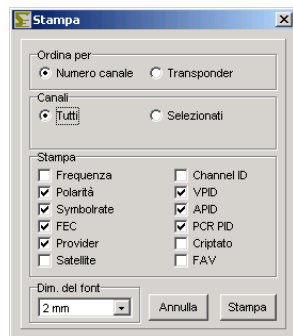 Stampa
Ordina per
Numero canale Transponder
Canali
Tutti Selezionati
Stampa
Frequenza Channel ID
Polarità VPID
Symbolrate APID
FEC PCR PID
Provider Criptato
Satellite FAV
Dim. del font
2 mm Annulla Stampa